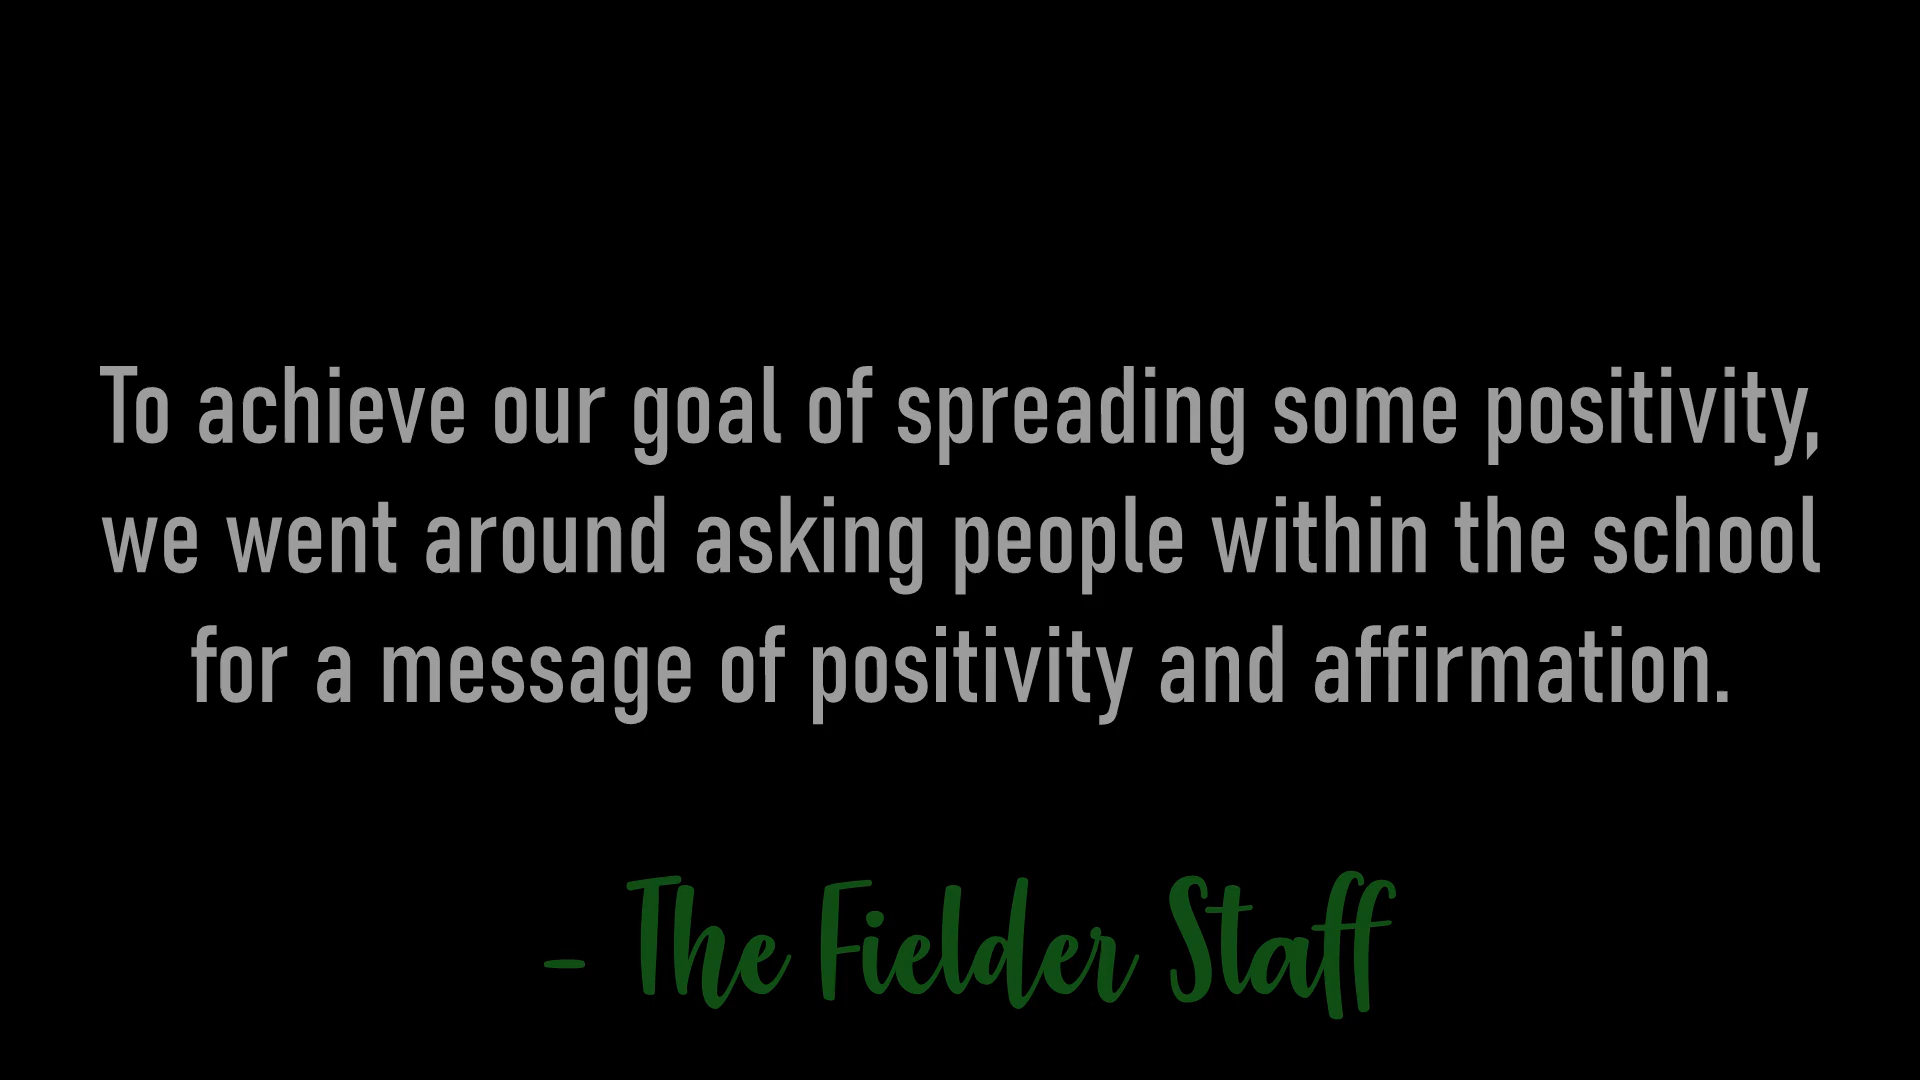 To achieve our goal of spreading some positivity,
we went around asking people within the school
for a message of positivity and affirmation.
- The Fielder Staff